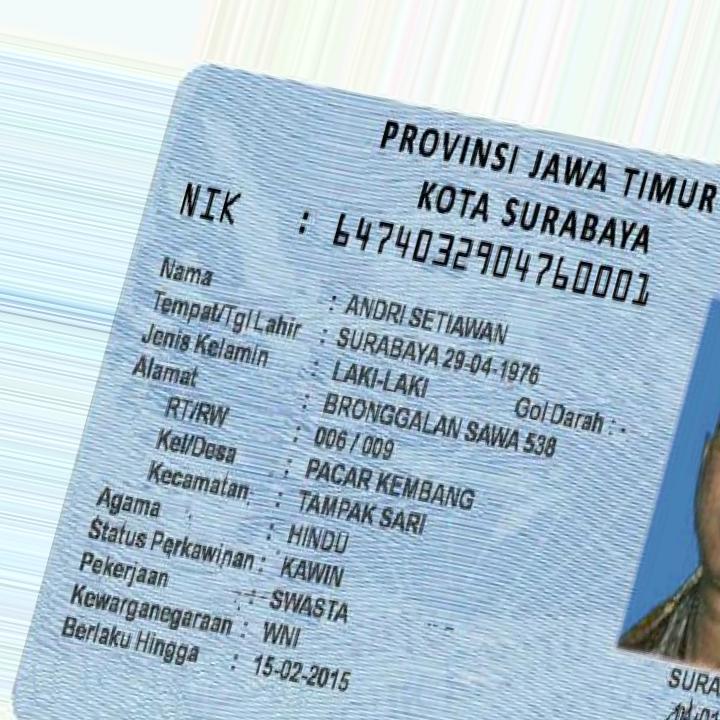 PROVINSI JAWA TIMUR
KOTA SURABAYA
NIK : 6474032904760001
Nama : ANDRI SETIAWAN
Tempat/Tgl Lahir : SURABAYA 29-04-1976
Jenis Kelamin : LAKI-LAKI Gol Darah : -
Alamat : BRONGGALAN SAWA 538
RT/RW : 006 / 009
Kel/Desa : PACAR KEMBANG
Kecamatan : TAMPAK SARI
Agama : HINDU
Status Perkawinan : KAWIN
Pekerjaan : SWASTA
Kewarganegaraan : WNI
Berlaku Hingga : 15-02-2015
SURA